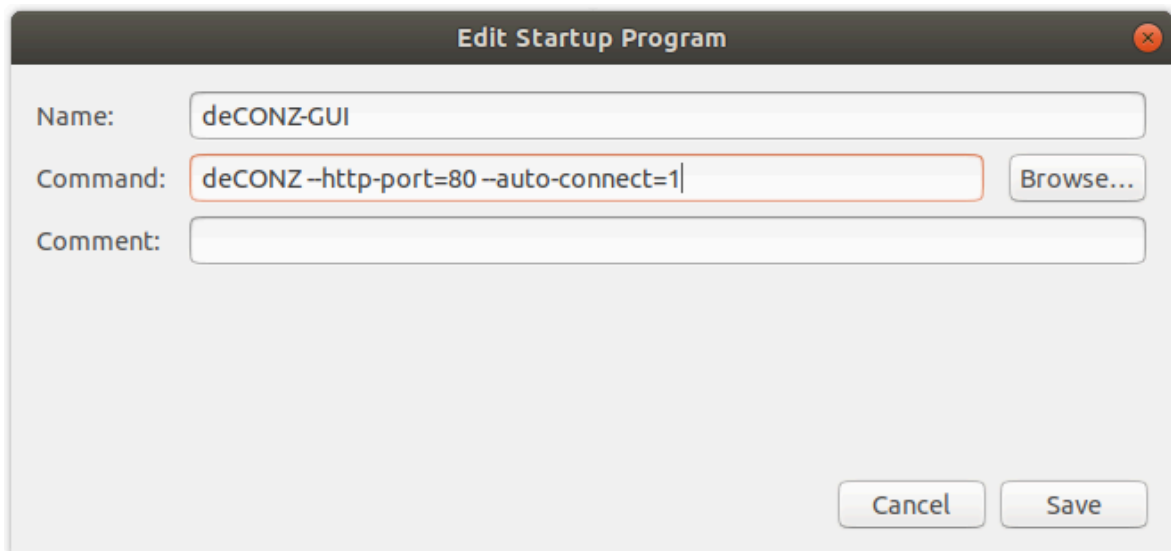 Edit Startup Program
Name: deCONZ-GUI
Command: deCONZ --http-port=80 --auto-connect=1 Browse...
Comment:
Cancel Save